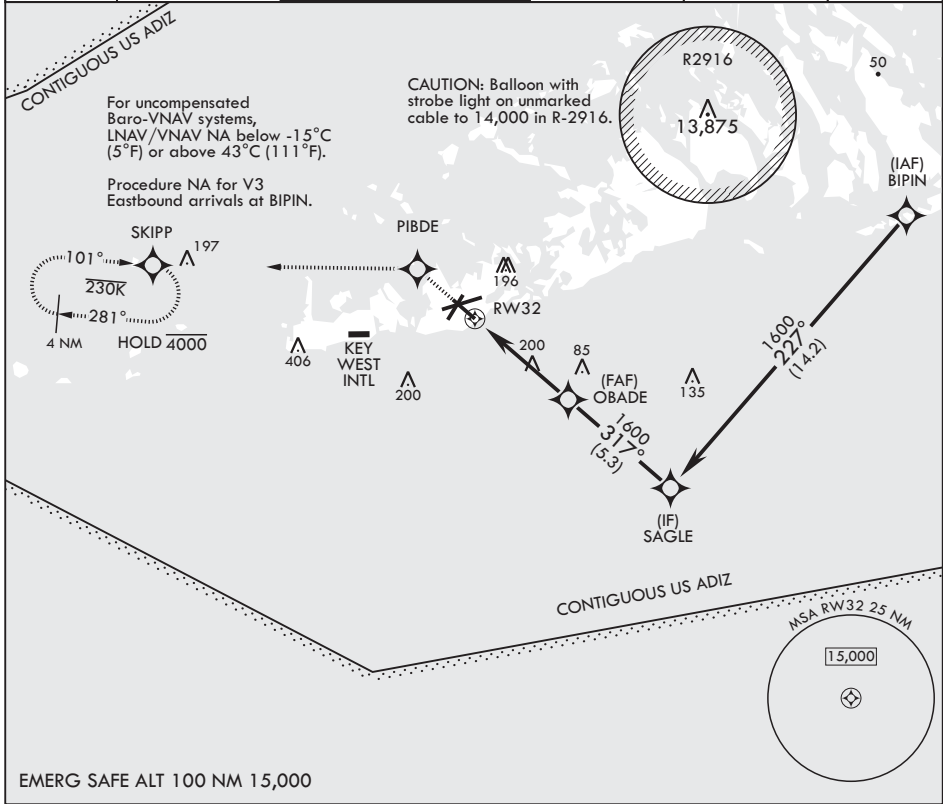 CONTIGUOUS US ADIZ
For uncompensated
Baro-VNAV systems,
LNAV/VNAV NA below -15°C
(5°F) or above 43°C (111°F).
Procedure NA for V3
Eastbound arrivals at BIPIN.
CAUTION: Balloon with
strobe light on unmarked
cable to 14,000 in R-2916.
R2916
13,875
50
(IAF)
BIPIN
SKIPP
197
101°
230K
281°
4 NM
HOLD 4000
PIBDE
196
RW32
406
KEY
WEST
INTL
200
200
85
(FAF)
OBADE
135
1600
227°
(14.2)
1600
317°
(5.3)
(IF)
SAGLE
CONTIGUOUS US ADIZ
MSA RW32 25 NM
15,000
EMERG SAFE ALT 100 NM 15,000